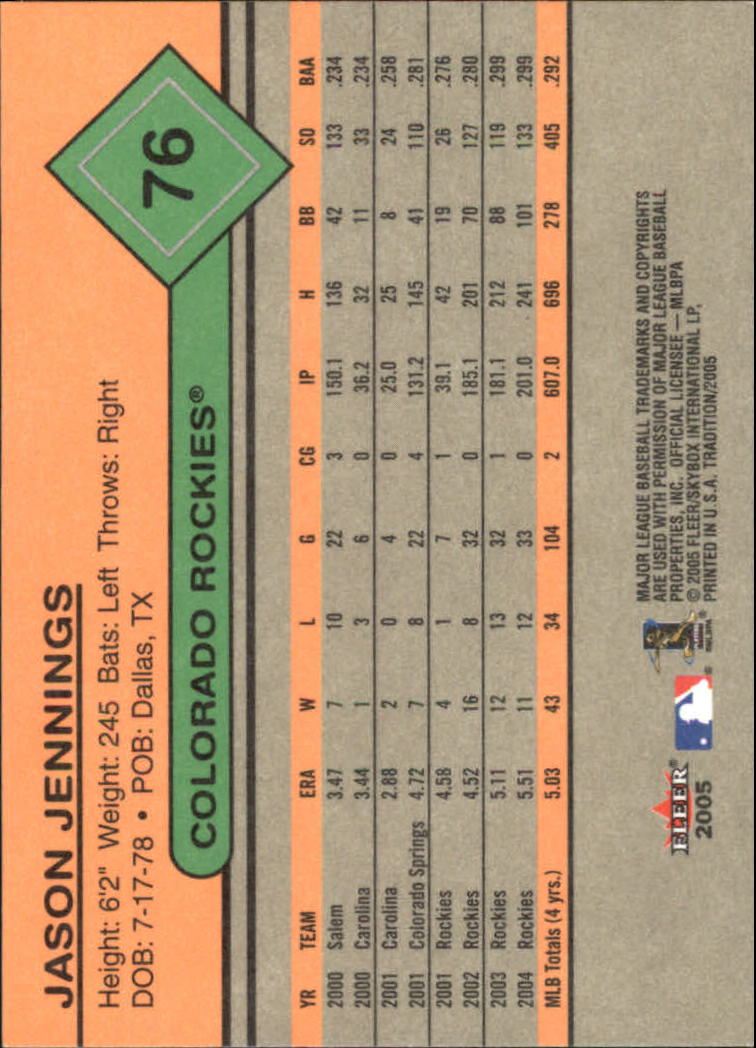 JASON JENNINGS
Height: 6'2" Weight: 245 Bats: Left Throws: Right
DOB: 7-17-78 • POB: Dallas, TX
COLORADO ROCKIES®
76
YR TEAM ERA W L G CG IP H BB SO BAA
2000 Salem 3.47 7 10 22 3 150.1 136 42 133 .234
2000 Carolina 3.44 1 3 6 0 36.2 32 11 33 .234
2001 Carolina 2.88 2 0 4 0 25.0 25 8 24 .258
2001 Colorado Springs 4.72 7 8 22 4 131.2 145 41 110 .281
2001 Rockies 4.58 4 1 7 1 39.1 42 19 26 .276
2002 Rockies 4.52 16 8 32 0 185.1 201 70 127 .280
2003 Rockies 5.11 12 13 32 1 181.1 212 88 119 .299
2004 Rockies 5.51 11 12 33 0 201.0 241 101 133 .299
MLB Totals (4 yrs.) 5.03 43 34 104 2 607.0 696 278 405 .292
FLEER®
2005
®
MLBPA
MAJOR LEAGUE BASEBALL TRADEMARKS AND COPYRIGHTS
ARE USED WITH PERMISSION OF MAJOR LEAGUE BASEBALL
PROPERTIES, INC. OFFICIAL LICENSEE — MLBPA
© 2005 FLEER/SKYBOX INTERNATIONAL LP.
PRINTED IN U.S.A. TRADITION/2005